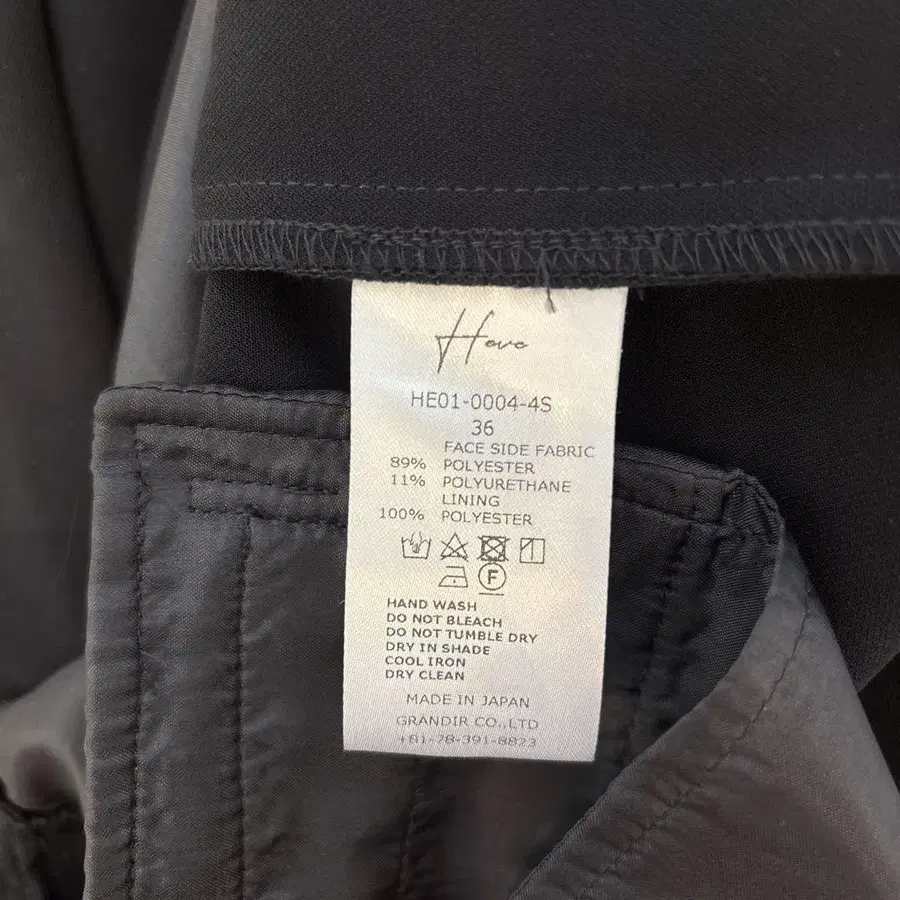 Heve
HE01-0004-4S
36
FACE SIDE FABRIC
89% POLYESTER
11% POLYURETHANE
LINING
100% POLYESTER
F
HAND WASH
DO NOT BLEACH
DO NOT TUMBLE DRY
DRY IN SHADE
COOL IRON
DRY CLEAN
MADE IN JAPAN
GRANDIR CO.,LTD
+81-78-391-8823